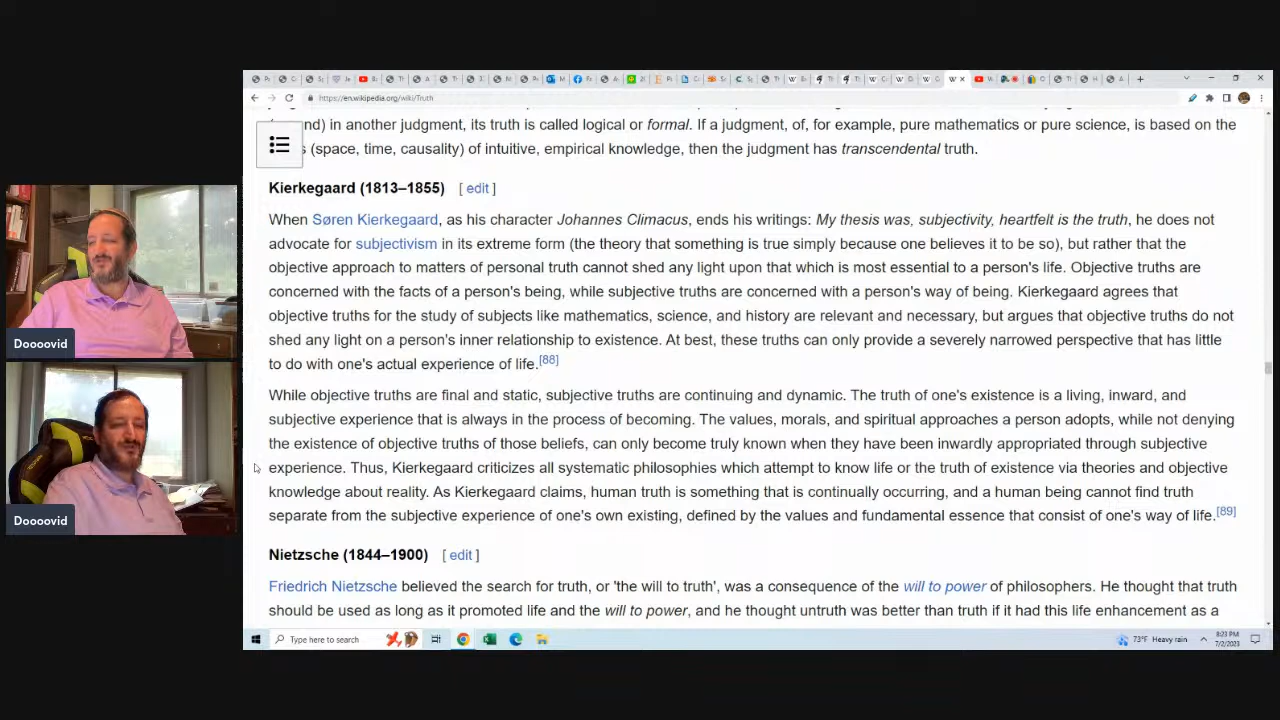 https://en.wikipedia.org/wiki/Truth
in another judgment, its truth is called logical or formal. If a judgment, of, for example, pure mathematics or pure science, is based on the
(space, time, causality) of intuitive, empirical knowledge, then the judgment has transcendental truth.
Kierkegaard (1813–1855) [ edit ]
When Søren Kierkegaard, as his character Johannes Climacus, ends his writings: My thesis was, subjectivity, heartfelt is the truth, he does not
advocate for subjectivism in its extreme form (the theory that something is true simply because one believes it to be so), but rather that the
objective approach to matters of personal truth cannot shed any light upon that which is most essential to a person's life. Objective truths are
concerned with the facts of a person's being, while subjective truths are concerned with a person's way of being. Kierkegaard agrees that
objective truths for the study of subjects like mathematics, science, and history are relevant and necessary, but argues that objective truths do not
shed any light on a person's inner relationship to existence. At best, these truths can only provide a severely narrowed perspective that has little
to do with one's actual experience of life.[88]
While objective truths are final and static, subjective truths are continuing and dynamic. The truth of one's existence is a living, inward, and
subjective experience that is always in the process of becoming. The values, morals, and spiritual approaches a person adopts, while not denying
the existence of objective truths of those beliefs, can only become truly known when they have been inwardly appropriated through subjective
experience. Thus, Kierkegaard criticizes all systematic philosophies which attempt to know life or the truth of existence via theories and objective
knowledge about reality. As Kierkegaard claims, human truth is something that is continually occurring, and a human being cannot find truth
separate from the subjective experience of one's own existing, defined by the values and fundamental essence that consist of one's way of life.[89]
Nietzsche (1844–1900) [ edit ]
Friedrich Nietzsche believed the search for truth, or 'the will to truth', was a consequence of the will to power of philosophers. He thought that truth
should be used as long as it promoted life and the will to power, and he thought untruth was better than truth if it had this life enhancement as a
Type here to search
73°F Heavy rain
8:23 PM
7/2/2023
Doooovid
Doooovid